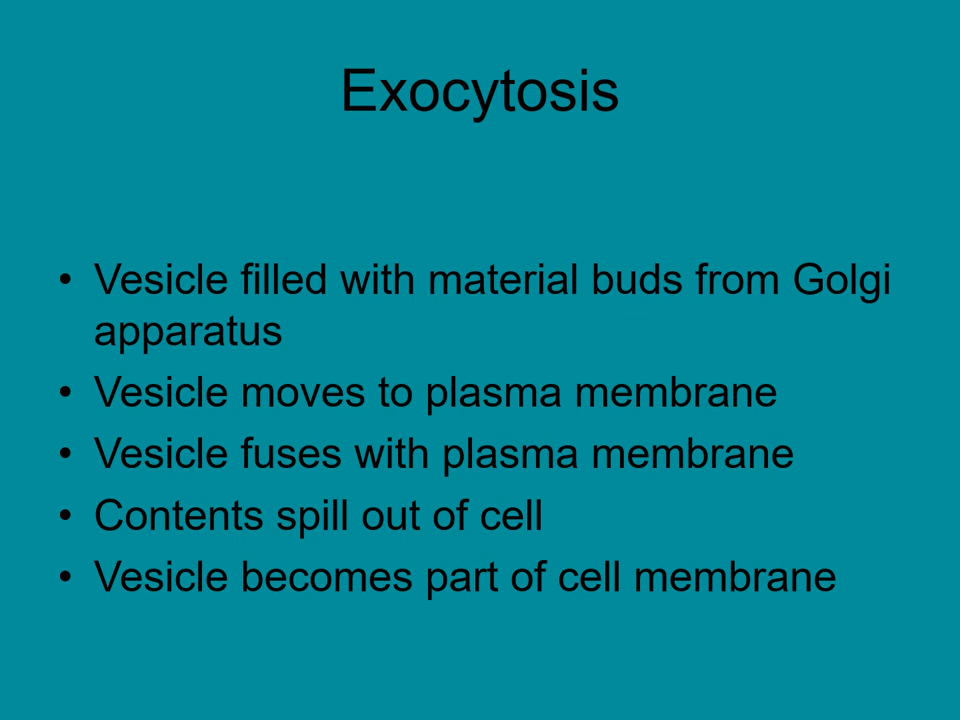 Exocytosis
• Vesicle filled with material buds from Golgi
apparatus
• Vesicle moves to plasma membrane
• Vesicle fuses with plasma membrane
• Contents spill out of cell
• Vesicle becomes part of cell membrane